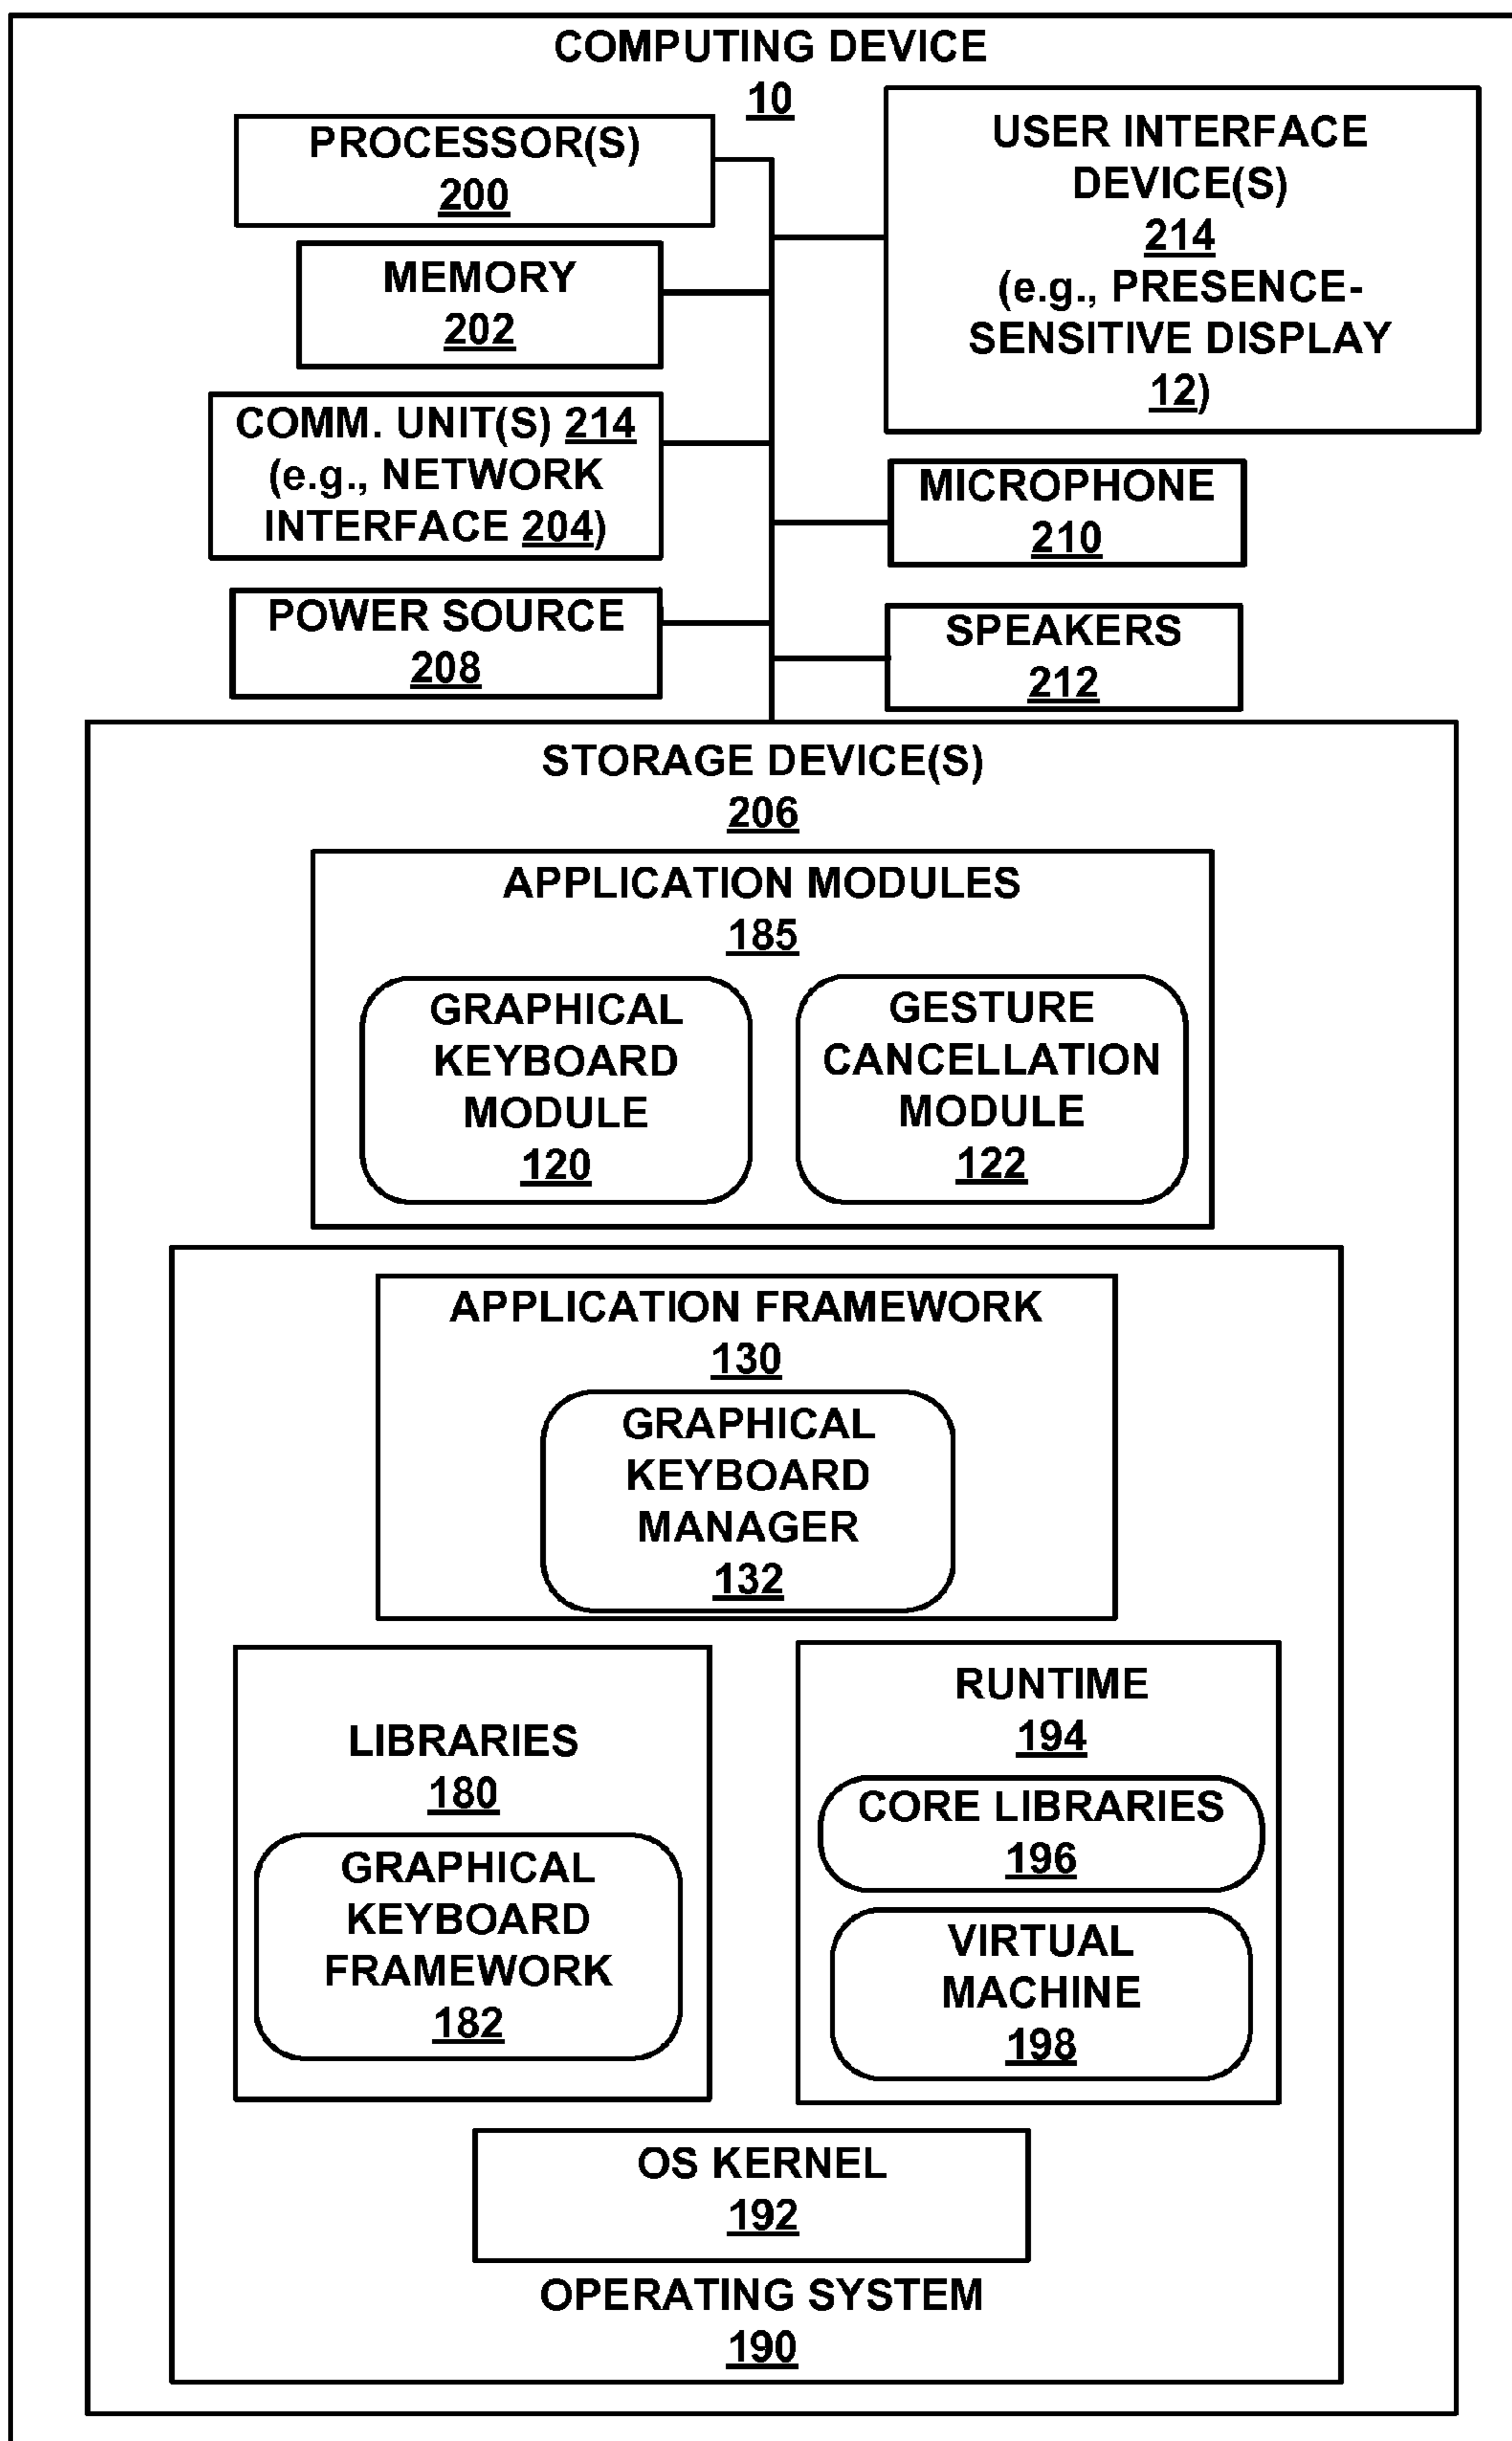 COMPUTING DEVICE
10
PROCESSOR(S)
200
MEMORY
202
COMM. UNIT(S) 214
(e.g., NETWORK
INTERFACE 204)
POWER SOURCE
208
USER INTERFACE
DEVICE(S)
214
(e.g., PRESENCE-
SENSITIVE DISPLAY
12)
MICROPHONE
210
SPEAKERS
212
STORAGE DEVICE(S)
206
APPLICATION MODULES
185
GRAPHICAL
KEYBOARD
MODULE
120
GESTURE
CANCELLATION
MODULE
122
APPLICATION FRAMEWORK
130
GRAPHICAL
KEYBOARD
MANAGER
132
LIBRARIES
180
GRAPHICAL
KEYBOARD
FRAMEWORK
182
RUNTIME
194
CORE LIBRARIES
196
VIRTUAL
MACHINE
198
OS KERNEL
192
OPERATING SYSTEM
190